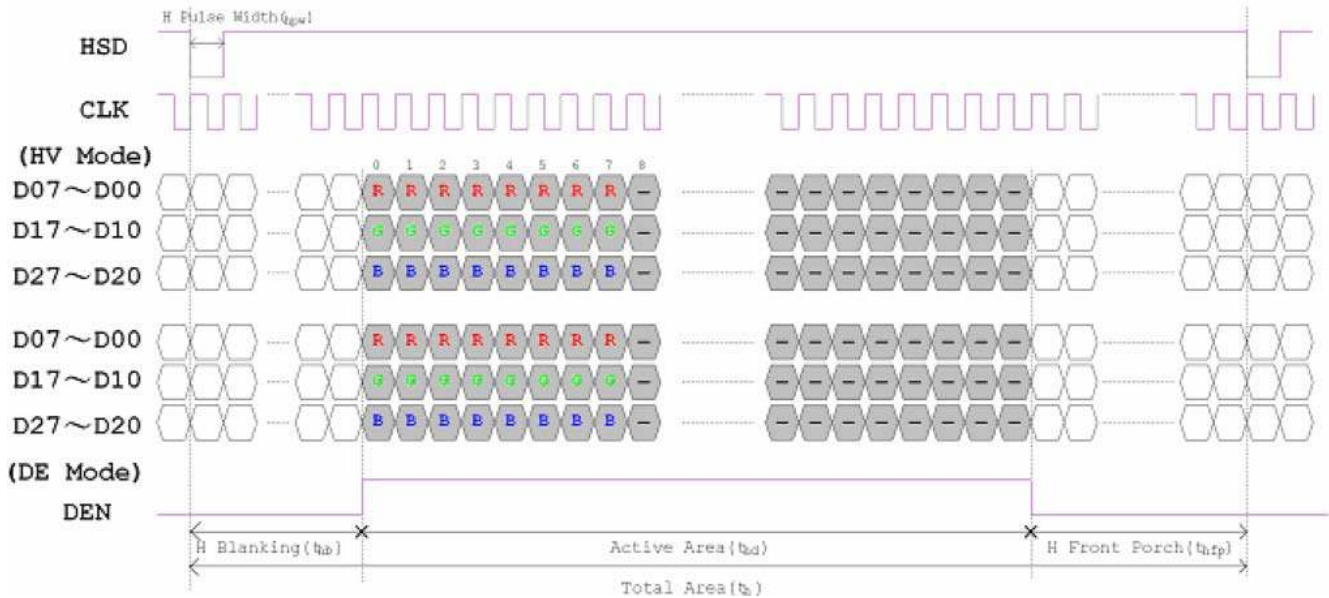 H Pulse Width(thpw)
HSD
CLK
(HV Mode)
0 1 2 3 4 5 6 7 8
D07~D00 R R R R R R R R - - - - - - - - -
D17~D10 G G G G G G G G - - - - - - - - -
D27~D20 B B B B B B B B - - - - - - - - -
D07~D00 R R R R R R R R - - - - - - - - -
D17~D10 G G G G G G G G - - - - - - - - -
D27~D20 B B B B B B B B - - - - - - - - -
(DE Mode)
DEN
H Blanking(thb) Active Area(thd) H Front Porch(thfp)
Total Area(th)